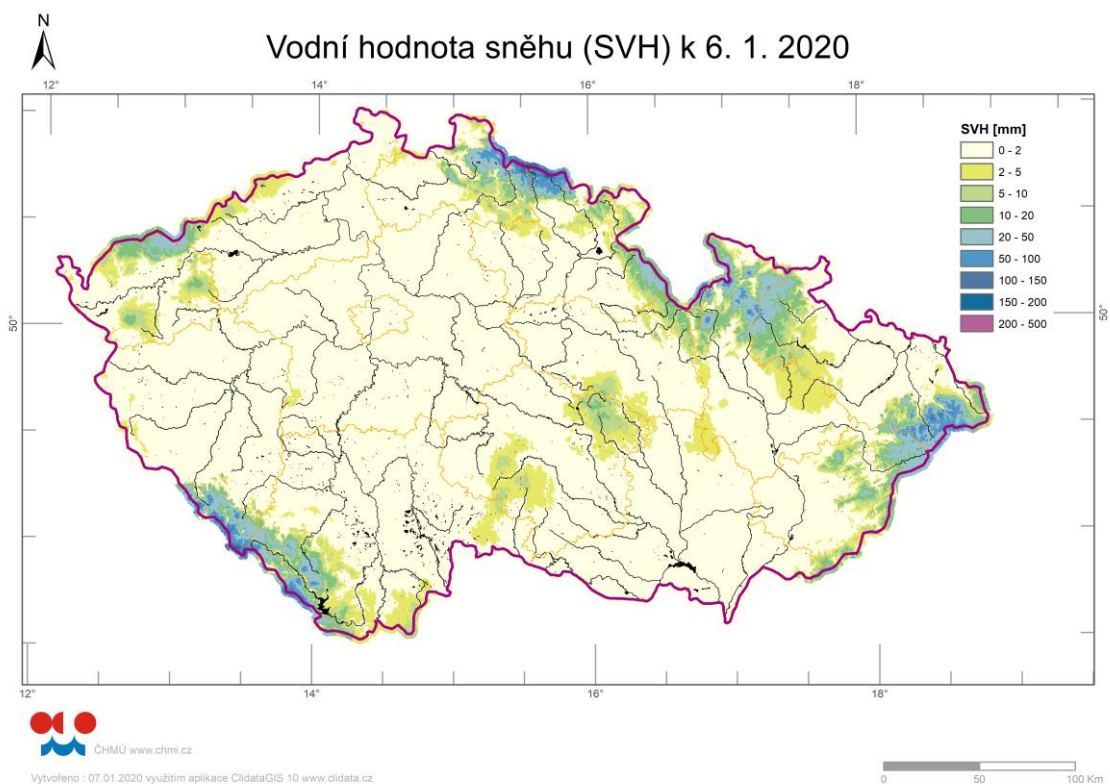 N
Vodní hodnota sněhu (SVH) k 6. 1. 2020
12° 14° 16° 18°
SVH [mm]
0 - 2
2 - 5
5 - 10
10 - 20
20 - 50
50 - 100
100 - 150
150 - 200
200 - 500
50° 50°
12° 14° 16° 18°
ČHMÚ www.chmi.cz
Vytvořeno : 07.01.2020 využitím aplikace ClidataGIS 10 www.clidata.cz
0 50 100 Km